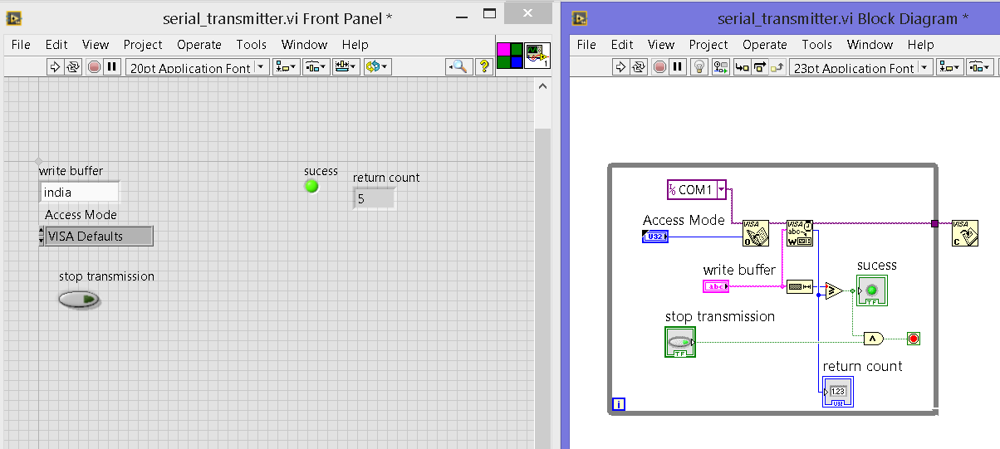 serial_transmitter.vi Front Panel *
File Edit View Project Operate Tools Window Help
20pt Application Font
?
1
write buffer
india
Access Mode
VISA Defaults
stop transmission
sucess
return count
5
serial_transmitter.vi Block Diagram *
File Edit View Project Operate Tools Window Help
23pt Application Font
I/O COM1
Access Mode
U32
VISA
O
VISA
abc
W
VISA
C
write buffer
abc
sucess
TF
stop transmission
TF
return count
1.23
U32
i